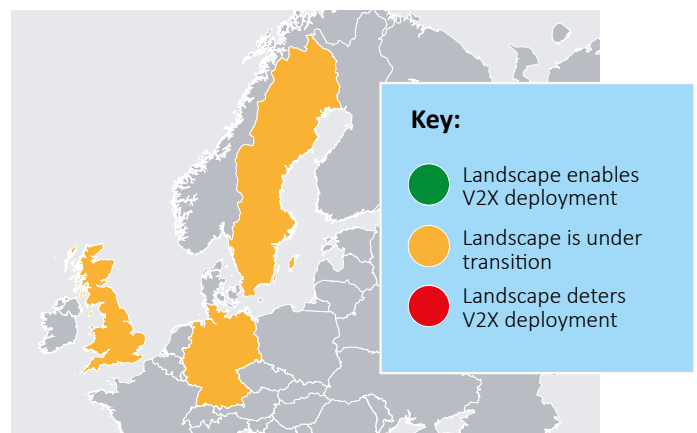 Key:
Landscape enables
V2X deployment
Landscape is under
transition
Landscape deters
V2X deployment